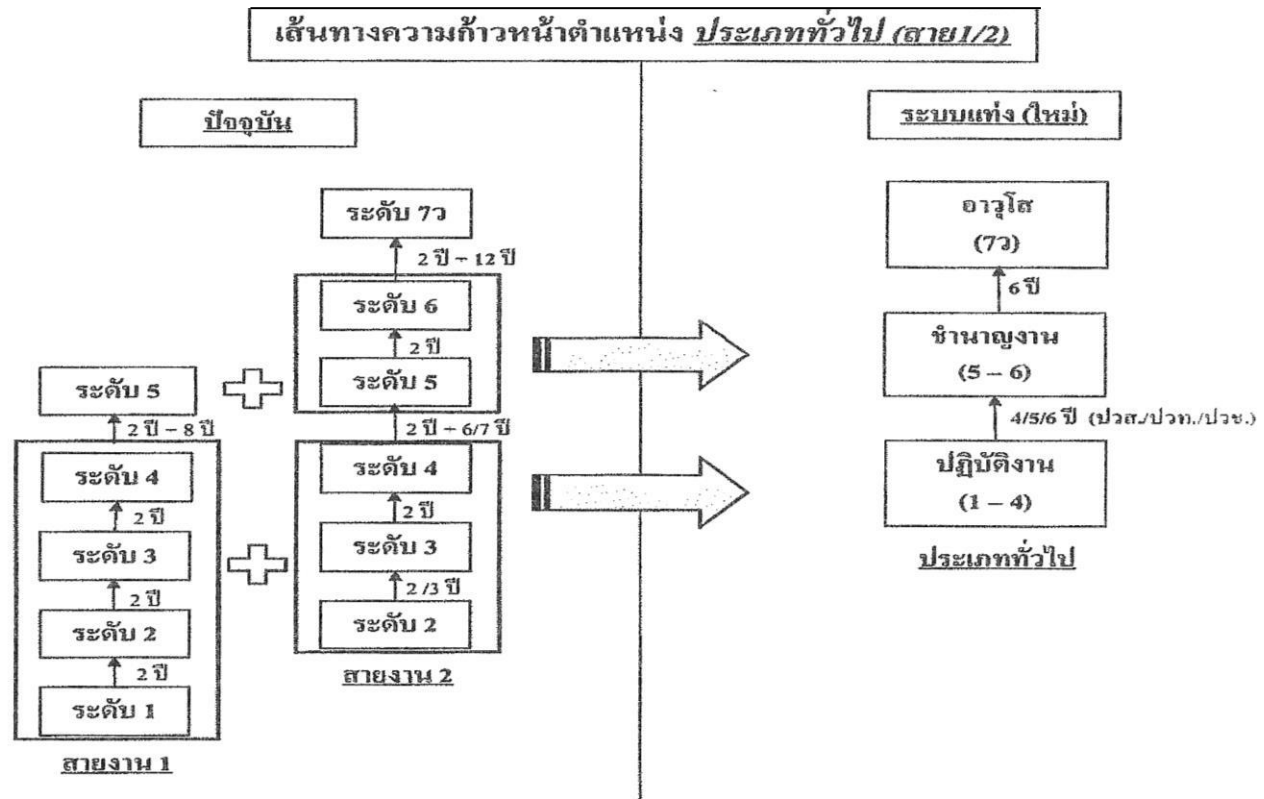 เส้นทางความก้าวหน้าตำแหน่ง ประเภททั่วไป (สาย1/2)
ปัจจุบัน
ระดับ 7ว
2 ปี - 12 ปี
ระดับ 6
2 ปี
ระดับ 5
2 ปี - 6/7 ปี
ระดับ 4
2 ปี
ระดับ 3
2 /3 ปี
ระดับ 2
สายงาน 2
ระดับ 5
2 ปี - 8 ปี
ระดับ 4
2 ปี
ระดับ 3
2 ปี
ระดับ 2
2 ปี
ระดับ 1
สายงาน 1
ระบบแท่ง (ใหม่)
อาวุโส
(7ว)
6 ปี
ชำนาญงาน
(5 – 6)
4/5/6 ปี (ปวส./ปวท./ปวช.)
ปฏิบัติงาน
(1 – 4)
ประเภททั่วไป